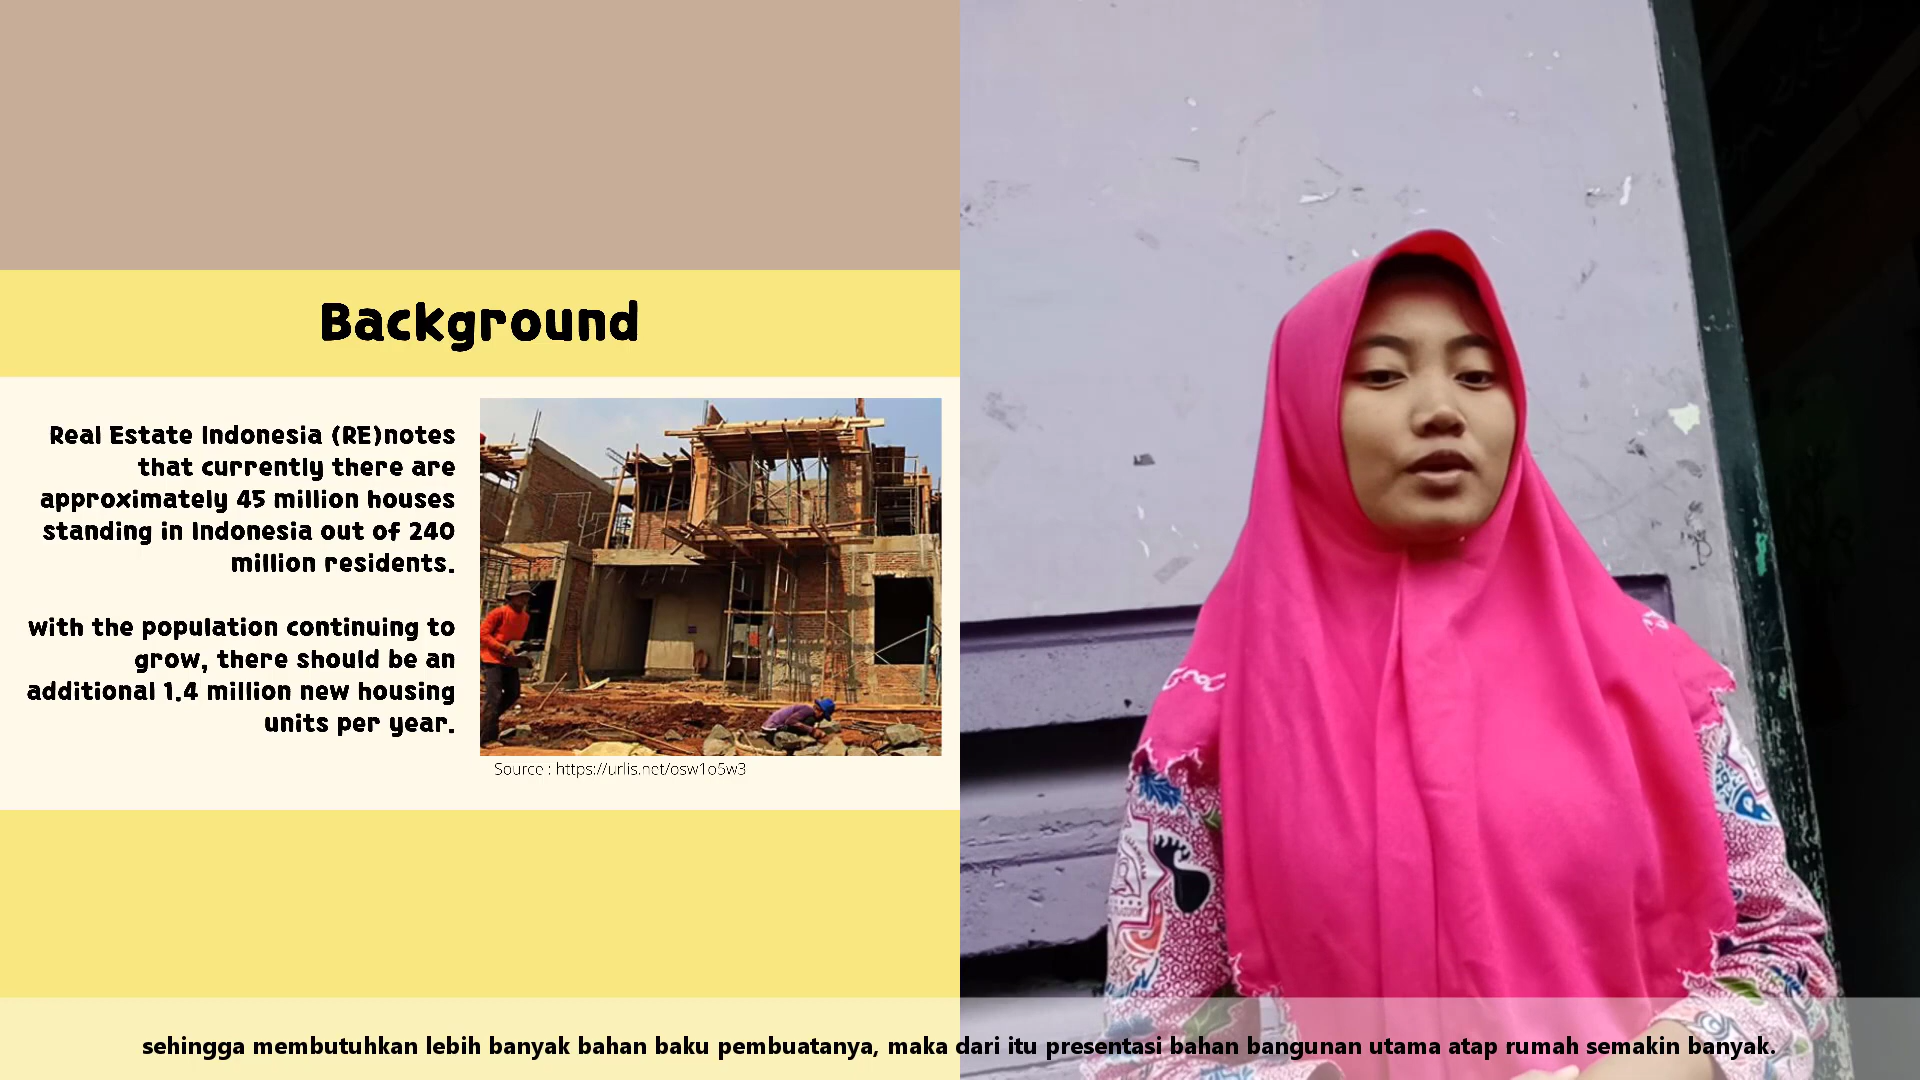 Background
Real Estate Indonesia (RE)notes
that currently there are
approximately 45 million houses
standing in Indonesia out of 240
million residents.
with the population continuing to
grow, there should be an
additional 1.4 million new housing
units per year.
Source : https://urlis.net/osw1o5w3
sehingga membutuhkan lebih banyak bahan baku pembuatanya, maka dari itu presentasi bahan bangunan utama atap rumah semakin banyak.